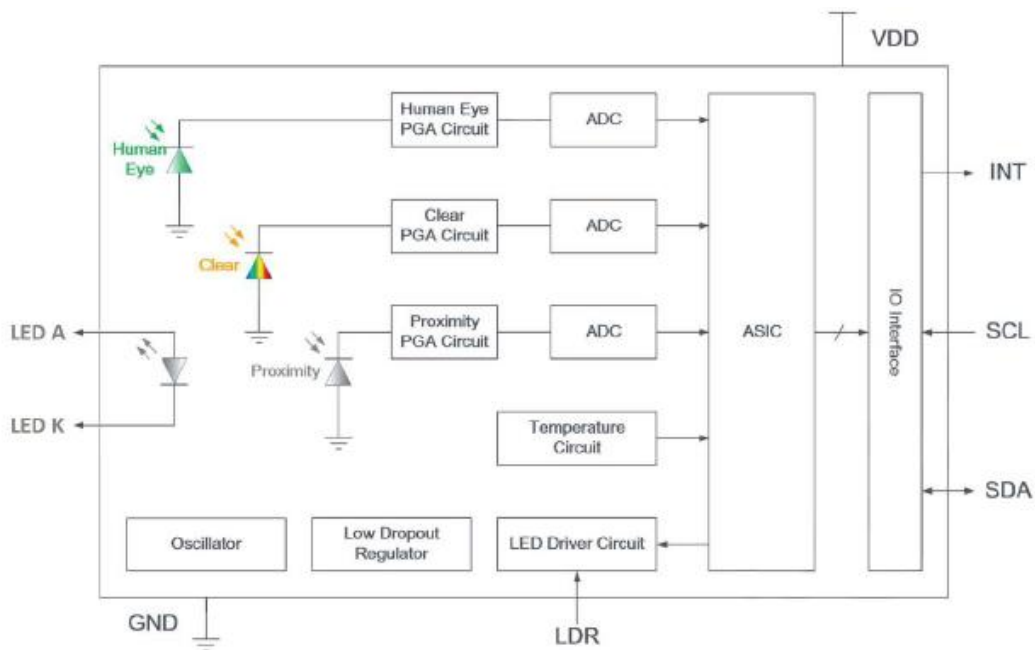 VDD
Human Eye
PGA Circuit
ADC
Human
Eye
INT
Clear
PGA Circuit
ADC
Clear
IO Interface
LED A
Proximity
PGA Circuit
ADC
ASIC
SCL
Proximity
LED K
Temperature
Circuit
SDA
Oscillator
Low Dropout
Regulator
LED Driver Circuit
GND
LDR